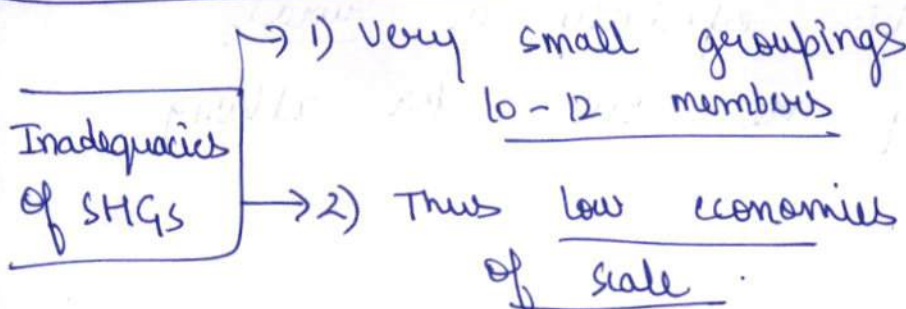 → 1) Very small groupings
10 - 12 members
Inadequacies
of SHGs
→ 2) Thus low economies
of scale.